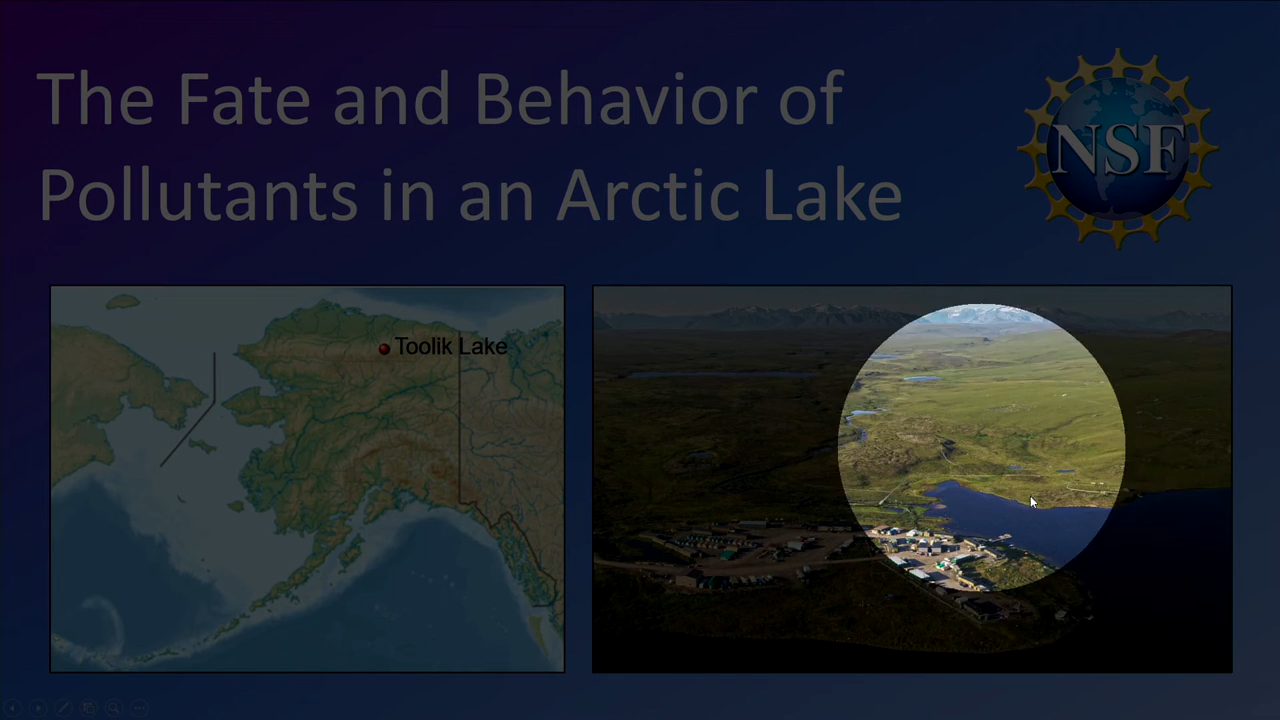 The Fate and Behavior of
Pollutants in an Arctic Lake
NSF
Toolik Lake